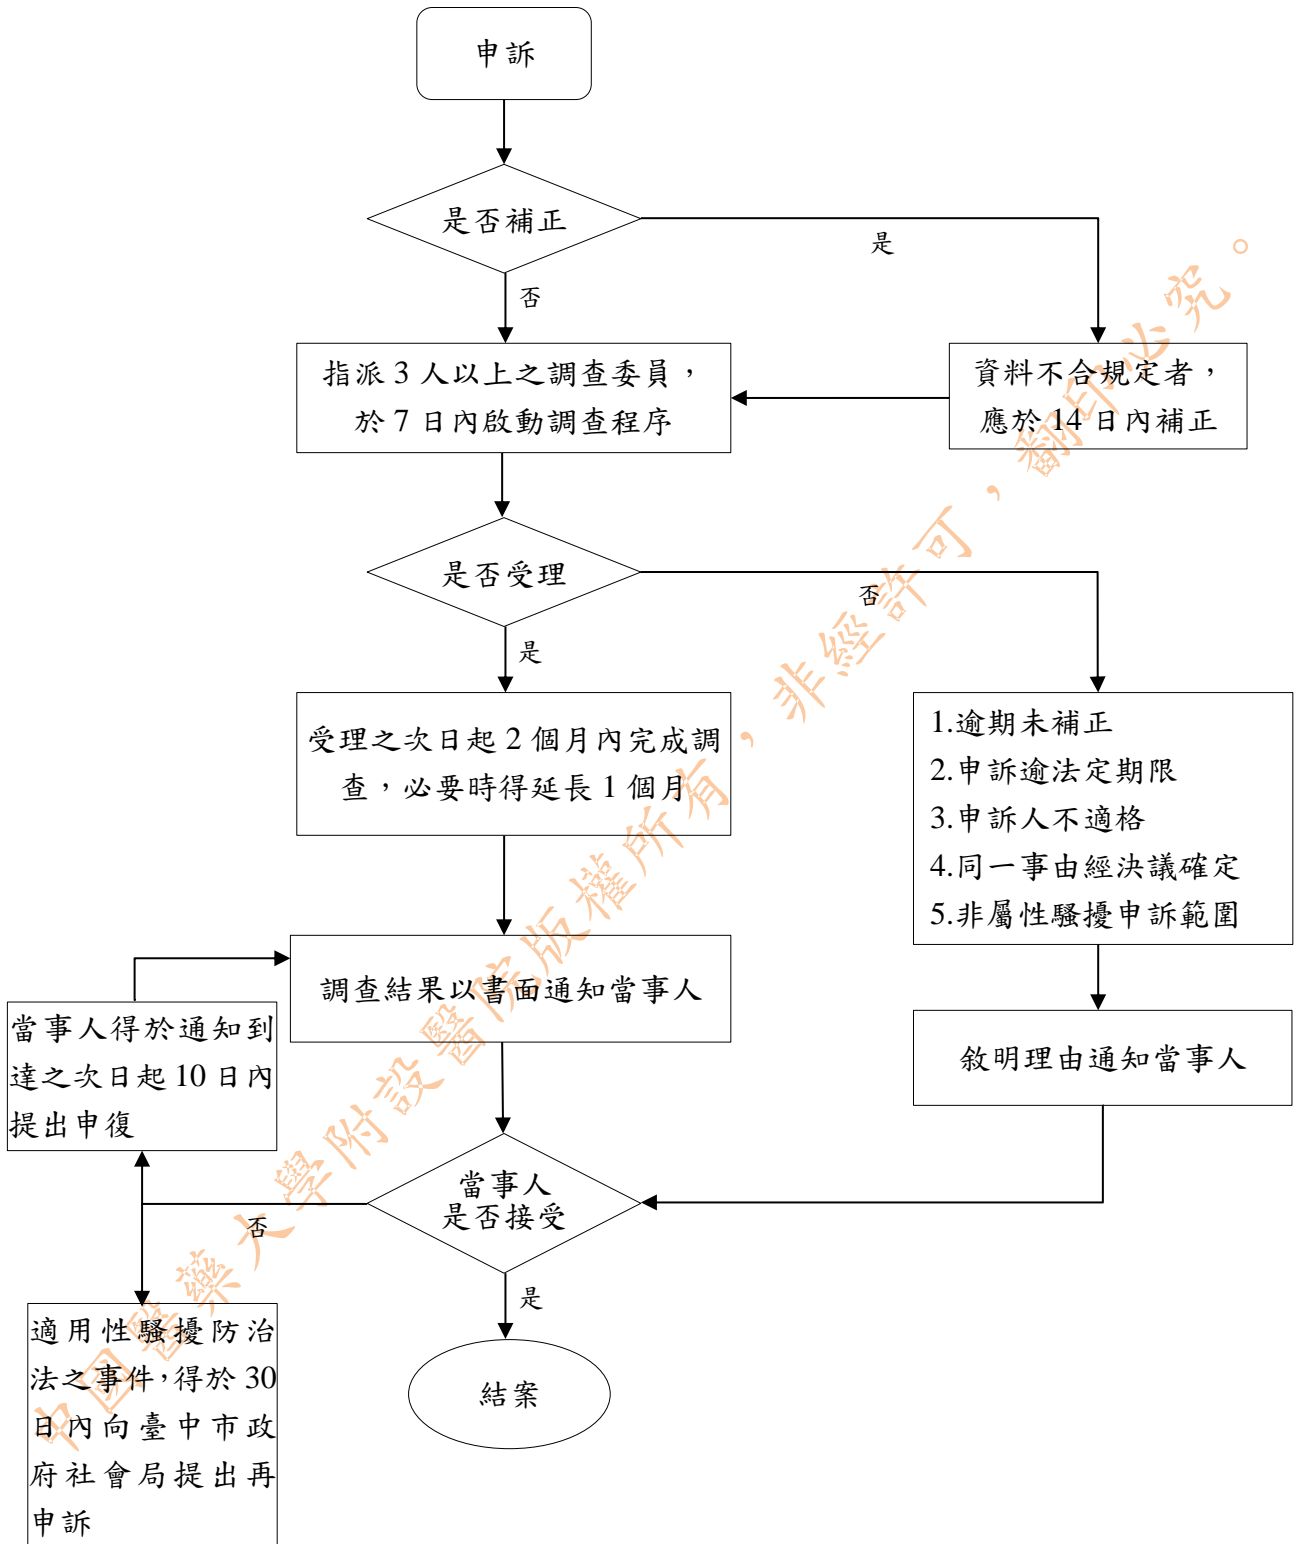 申訴
是否補正
是
否
指派 3 人以上之調查委員，
於 7 日內啟動調查程序
資料不合規定者，
應於 14 日內補正
是否受理
否
是
受理之次日起 2 個月內完成調
查，必要時得延長 1 個月
1.逾期未補正
2.申訴逾法定期限
3.申訴人不適格
4.同一事由經決議確定
5.非屬性騷擾申訴範圍
調查結果以書面通知當事人
當事人得於通知到
達之次日起 10 日內
提出申復
敘明理由通知當事人
當事人
是否接受
否
是
適用性騷擾防治
法之事件，得於 30
日內向臺中市政
府社會局提出再
申訴
結案
中國醫藥大學附設醫院版權所有，非經許可，翻印必究。